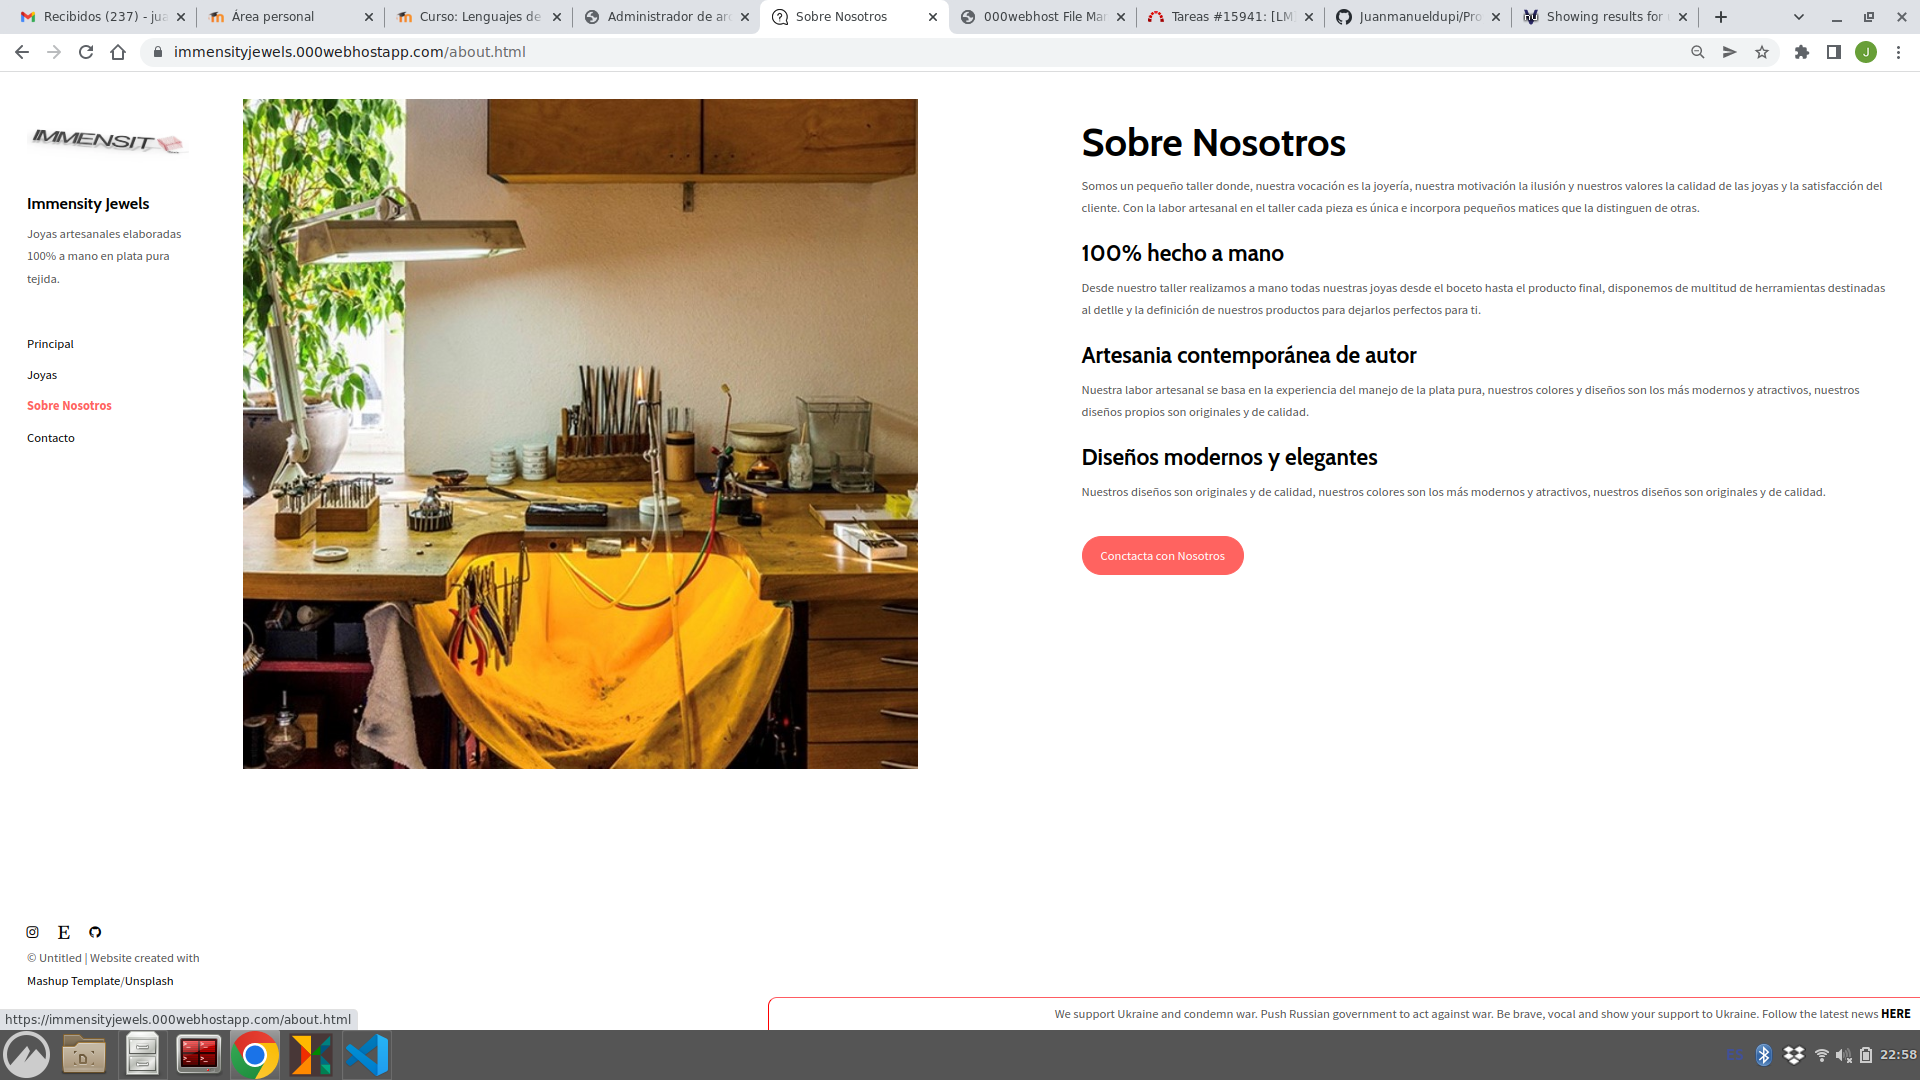 Recibidos (237) - jua
Área personal
Curso: Lenguajes de
Administrador de arc
Sobre Nosotros
000webhost File Man
Tareas #15941: [LM
Juanmanueldupi/Pro
Showing results for
immensityjewels.000webhostapp.com/about.html
J
IMMENSIT
Immensity Jewels
Joyas artesanales elaboradas
100% a mano en plata pura
tejida.
Principal
Joyas
Sobre Nosotros
Contacto
Sobre Nosotros
Somos un pequeño taller donde, nuestra vocación es la joyería, nuestra motivación la ilusión y nuestros valores la calidad de las joyas y la satisfacción del
cliente. Con la labor artesanal en el taller cada pieza es única e incorpora pequeños matices que la distinguen de otras.
100% hecho a mano
Desde nuestro taller realizamos a mano todas nuestras joyas desde el boceto hasta el producto final, disponemos de multitud de herramientas destinadas
al detlle y la definición de nuestros productos para dejarlos perfectos para ti.
Artesania contemporánea de autor
Nuestra labor artesanal se basa en la experiencia del manejo de la plata pura, nuestros colores y diseños son los más modernos y atractivos, nuestros
diseños propios son originales y de calidad.
Diseños modernos y elegantes
Nuestros diseños son originales y de calidad, nuestros colores son los más modernos y atractivos, nuestros diseños son originales y de calidad.
Conctacta con Nosotros
E
© Untitled | Website created with
Mashup Template/Unsplash
We support Ukraine and condemn war. Push Russian government to act against war. Be brave, vocal and show your support to Ukraine. Follow the latest news HERE
https://immensityjewels.000webhostapp.com/about.html
D
ES
22:58